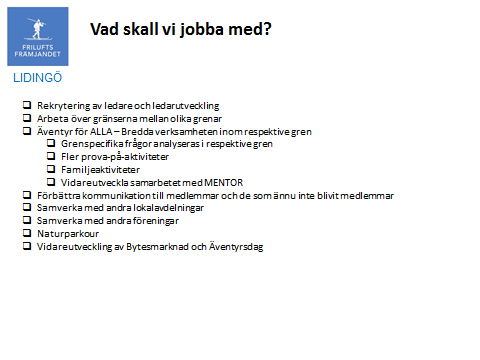 Vad skall vi jobba med?
FRILUFTS
FRÄMJANDET
LIDINGÖ
Rekrytering av ledare och ledarutveckling
Arbeta över gränserna mellan olika grenar
Äventyr för ALLA – Bredda verksamheten inom respektive gren
Grenspecifika frågor analyseras i respektive gren
Fler prova-på-aktiviteter
Familjeaktiviteter
Vidareutveckla samarbetet med MENTOR
Förbättra kommunikation till medlemmar och de som ännu inte blivit medlemmar
Samverka med andra lokalavdelningar
Samverka med andra föreningar
Naturparkour
Vidareutveckling av Bytesmarknad och Äventyrsdag